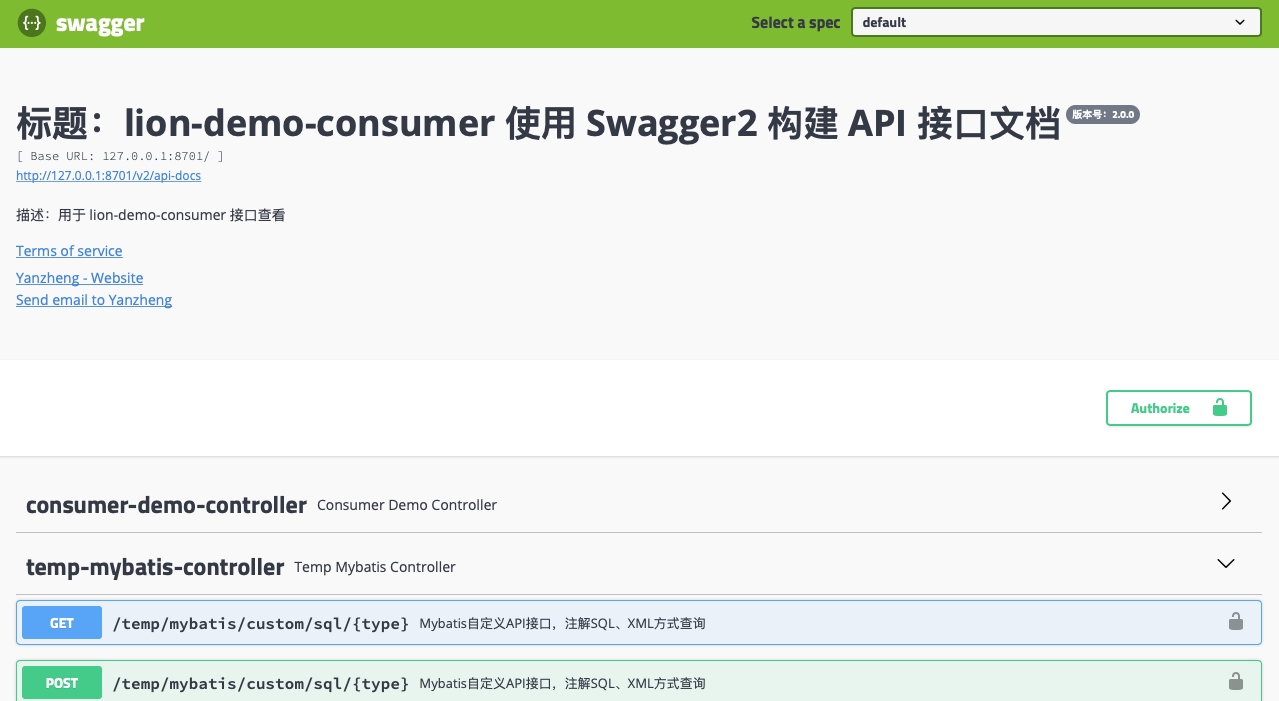 swagger
Select a spec default
标题：lion-demo-consumer 使用 Swagger2 构建 API 接口文档 版本号：2.0.0
[ Base URL: 127.0.0.1:8701/ ]
http://127.0.0.1:8701/v2/api-docs
描述：用于 lion-demo-consumer 接口查看
Terms of service
Yanzheng - Website
Send email to Yanzheng
Authorize
consumer-demo-controller Consumer Demo Controller
temp-mybatis-controller Temp Mybatis Controller
GET /temp/mybatis/custom/sql/{type} Mybatis自定义API接口，注解SQL、XML方式查询
POST /temp/mybatis/custom/sql/{type} Mybatis自定义API接口，注解SQL、XML方式查询